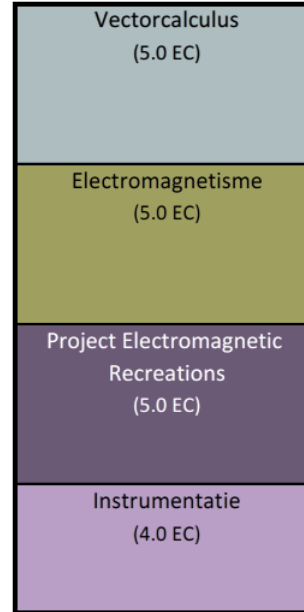 Vectorcalculus
(5.0 EC)
Electromagnetisme
(5.0 EC)
Project Electromagnetic
Recreations
(5.0 EC)
Instrumentatie
(4.0 EC)